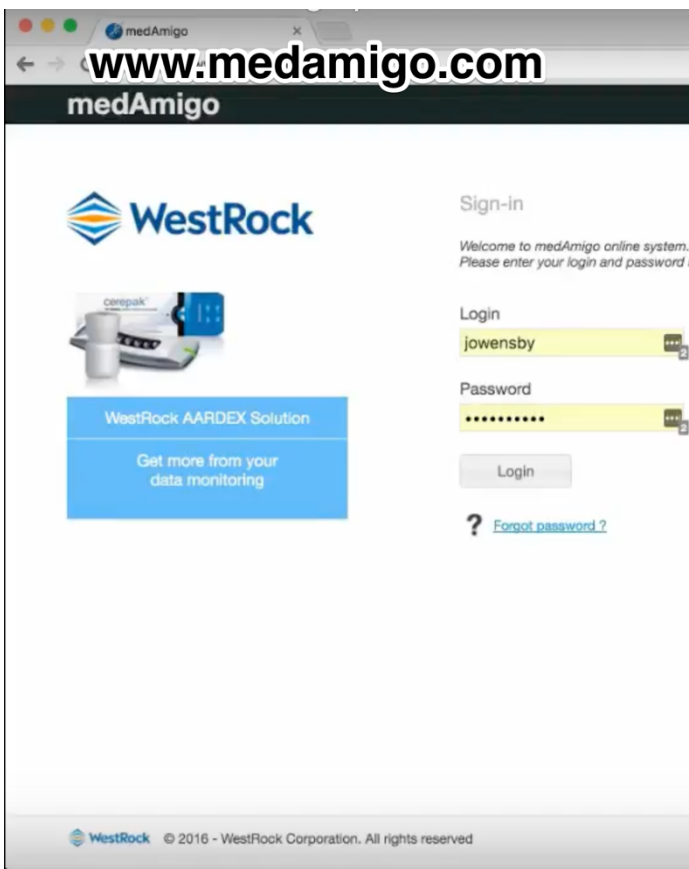 medAmigo
www.medamigo.com
medAmigo
WestRock
cerepak
WestRock AARDEX Solution
Get more from your
data monitoring
Sign-in
Welcome to medAmigo online system.
Please enter your login and password
Login
jowensby
2
Password
••••••••••
2
Login
? Forgot password ?
WestRock © 2016 - WestRock Corporation. All rights reserved